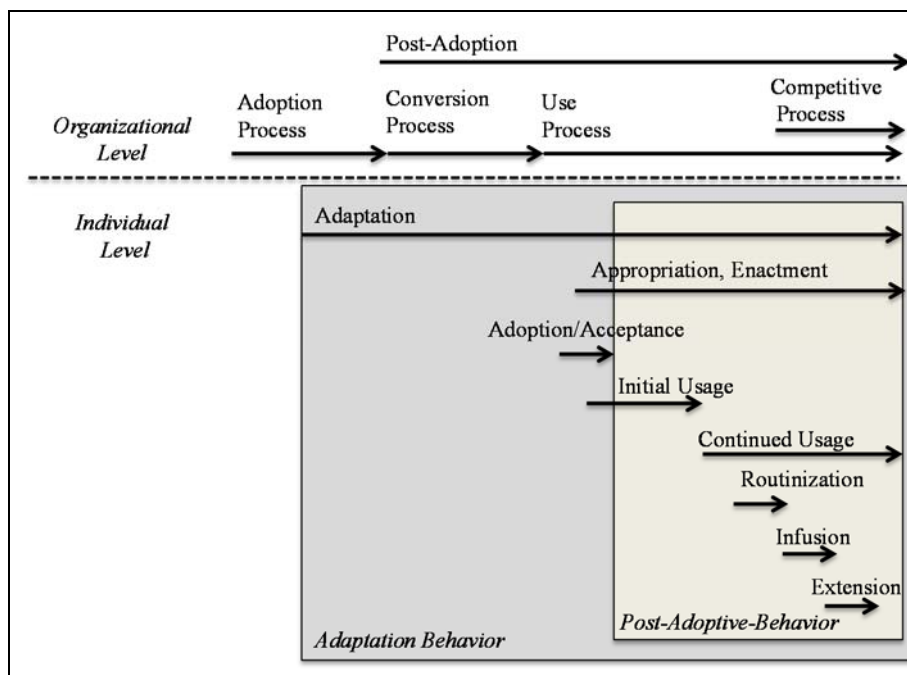 Post-Adoption
Adoption
Process
Conversion
Process
Use
Process
Competitive
Process
Organizational
Level
Individual
Level
Adaptation
Appropriation, Enactment
Adoption/Acceptance
Initial Usage
Continued Usage
Routinization
Infusion
Extension
Post-Adoptive-Behavior
Adaptation Behavior